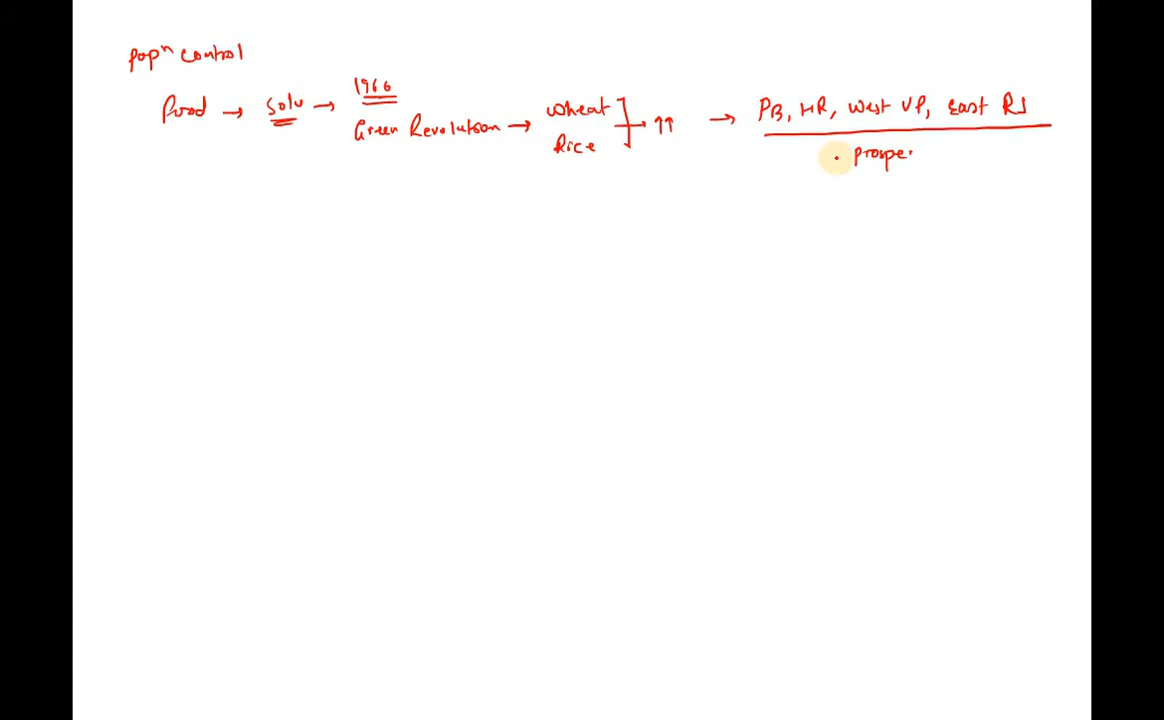 popⁿ control
Food → Solu → 1966
Green Revolution → wheat
Rice ↑↑ → PB, HR, West UP, East RJ
prospe